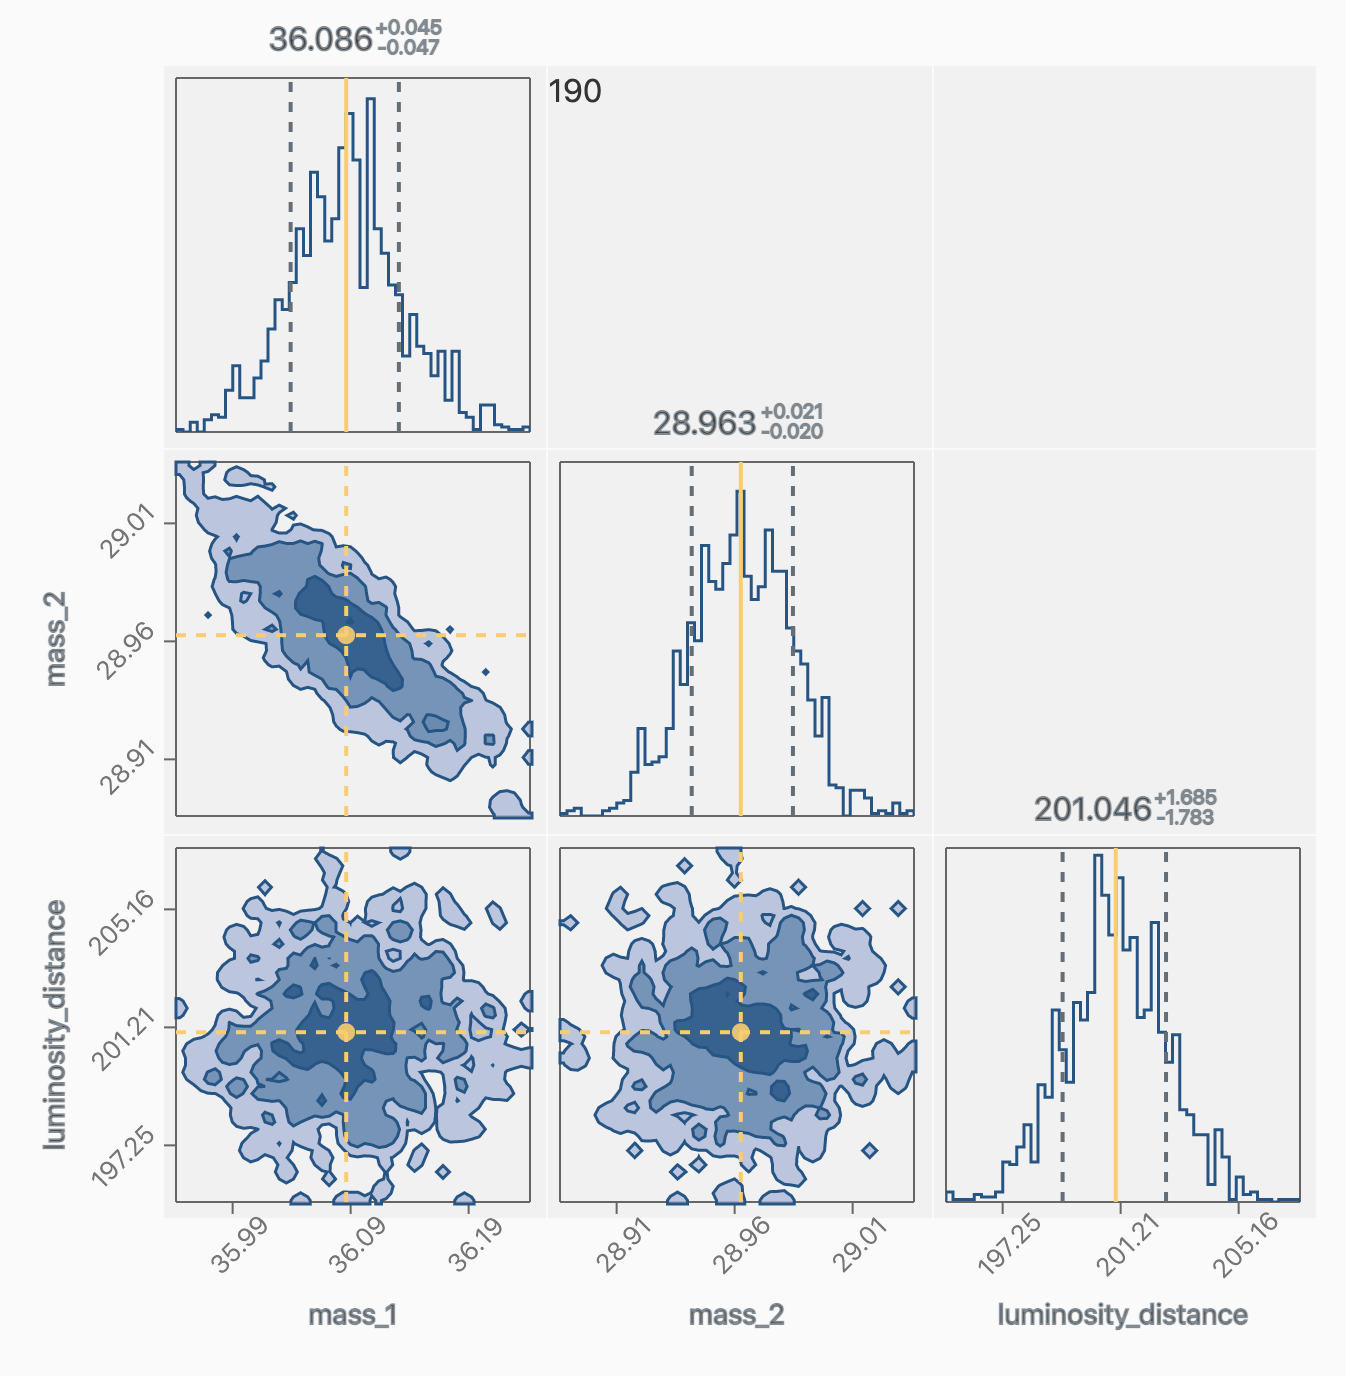 36.086 +0.045 -0.047
190
28.963 +0.021 -0.020
201.046 +1.685 -1.783
mass_2
29.01
28.96
28.91
luminosity_distance
205.16
201.21
197.25
35.99 36.09 36.19
28.91 28.96 29.01
197.25 201.21 205.16
mass_1 mass_2 luminosity_distance